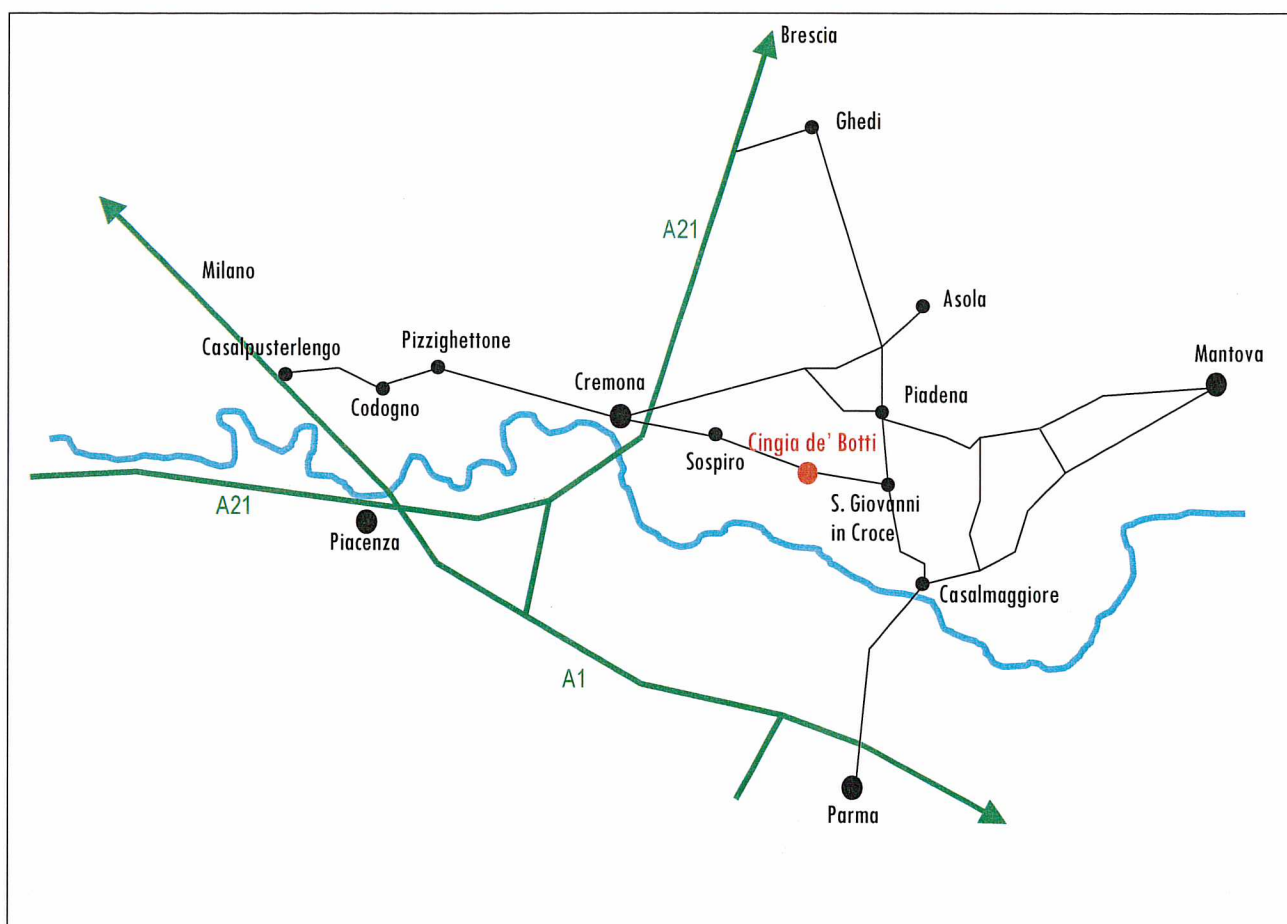 Brescia
Ghedi
A21
Milano
Asola
Pizzighettone
Casalpusterlengo
Mantova
Cremona
Codogno
Piadena
Cingia de' Botti
Sospiro
A21
S. Giovanni
in Croce
Piacenza
Casalmaggiore
A1
Parma